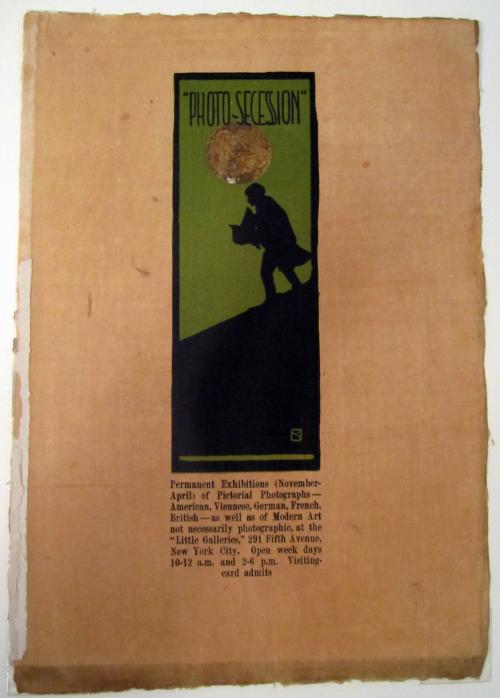 "PHOTO-SECESSION"
Permanent Exhibitions (November-
April) of Pictorial Photographs—
American, Viennese, German, French,
British—as well as of Modern Art
not necessarily photographic, at the
"Little Galleries," 291 Fifth Avenue,
New York City. Open week days
10-12 a.m. and 2-6 p.m. Visiting-
card admits